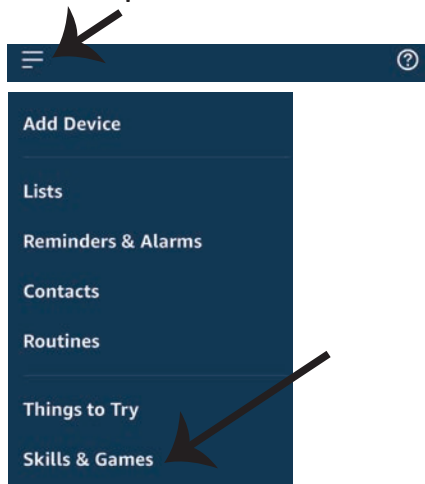 Add Device
Lists
Reminders & Alarms
Contacts
Routines
Things to Try
Skills & Games